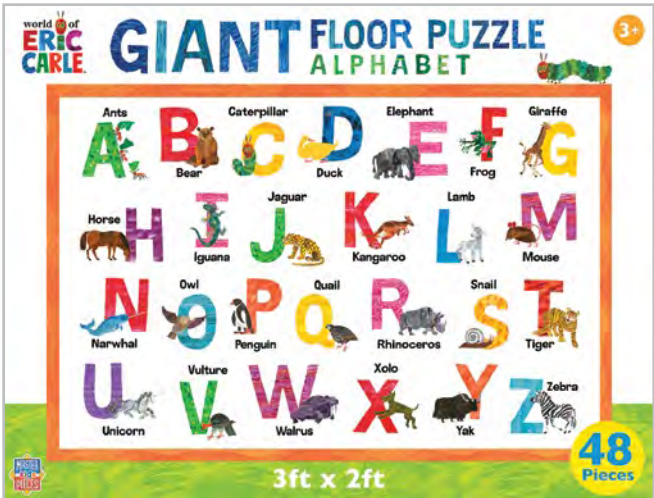 world of
ERIC
CARLE
GIANT FLOOR PUZZLE
ALPHABET
3+
Ants Caterpillar Elephant Giraffe
A B C D E F G
Bear Duck Frog
Horse Jaguar Lamb
H I J K L M
Iguana Kangaroo Mouse
Owl Quail Snail
N O P Q R S T
Narwhal Penguin Rhinoceros Tiger
Vulture Xolo Zebra
U V W X Y Z
Unicorn Walrus Yak
48
Pieces
MASTER
PIECES
3ft x 2ft